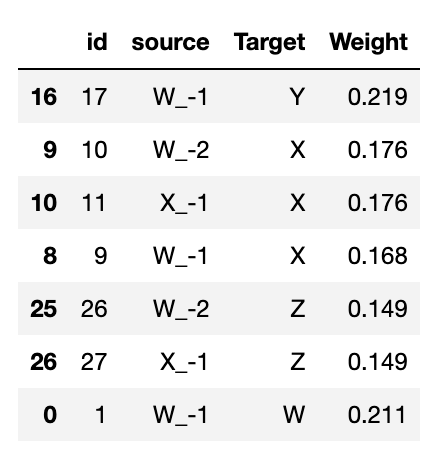 id source Target Weight
16 17 W_-1 Y 0.219
9 10 W_-2 X 0.176
10 11 X_-1 X 0.176
8 9 W_-1 X 0.168
25 26 W_-2 Z 0.149
26 27 X_-1 Z 0.149
0 1 W_-1 W 0.211